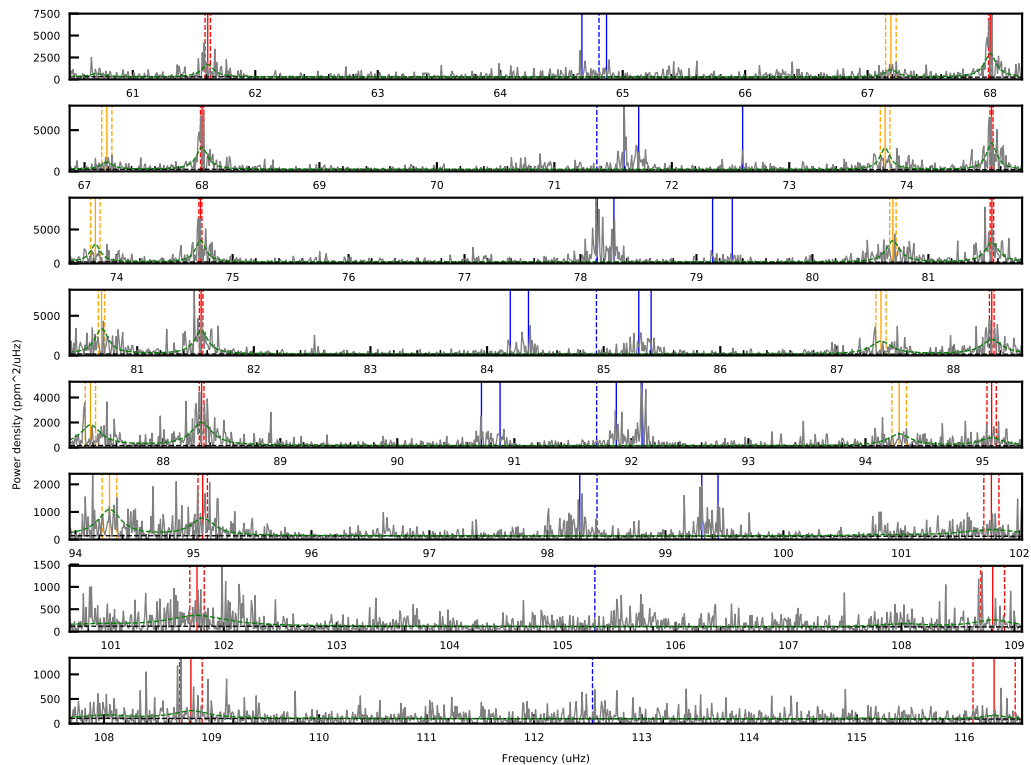 7500
5000
2500
0
61 62 63 64 65 66 67 68
5000
0
67 68 69 70 71 72 73 74
5000
0
74 75 76 77 78 79 80 81
5000
0
81 82 83 84 85 86 87 88
4000
2000
0
88 89 90 91 92 93 94 95
2000
1000
0
94 95 96 97 98 99 100 101 102
1500
1000
500
0
101 102 103 104 105 106 107 108 109
1000
500
0
108 109 110 111 112 113 114 115 116
Power density (ppm^2/uHz)
Frequency (uHz)